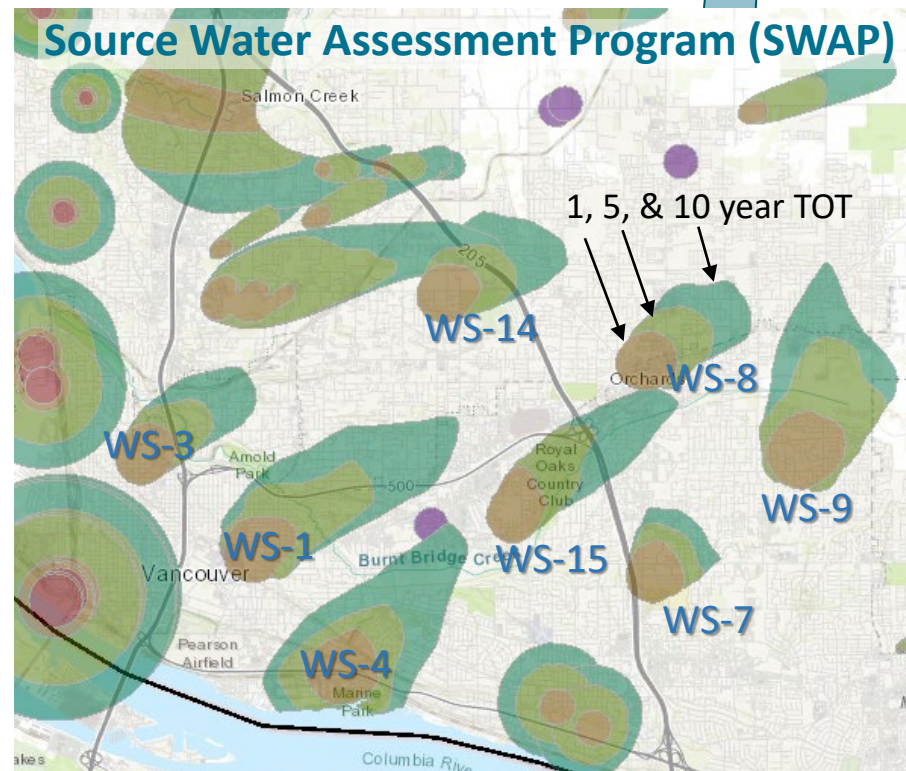 Source Water Assessment Program (SWAP)
Salmon Creek
1, 5, & 10 year TOT
205
WS-14
Orchards
WS-8
WS-3
Arnold
Park
Royal
Oaks
Country
Club
500
WS-9
WS-1
Burnt Bridge Creek
WS-15
Vancouver
WS-7
Pearson
Airfield
WS-4
Marine
Park
Columbia
akes